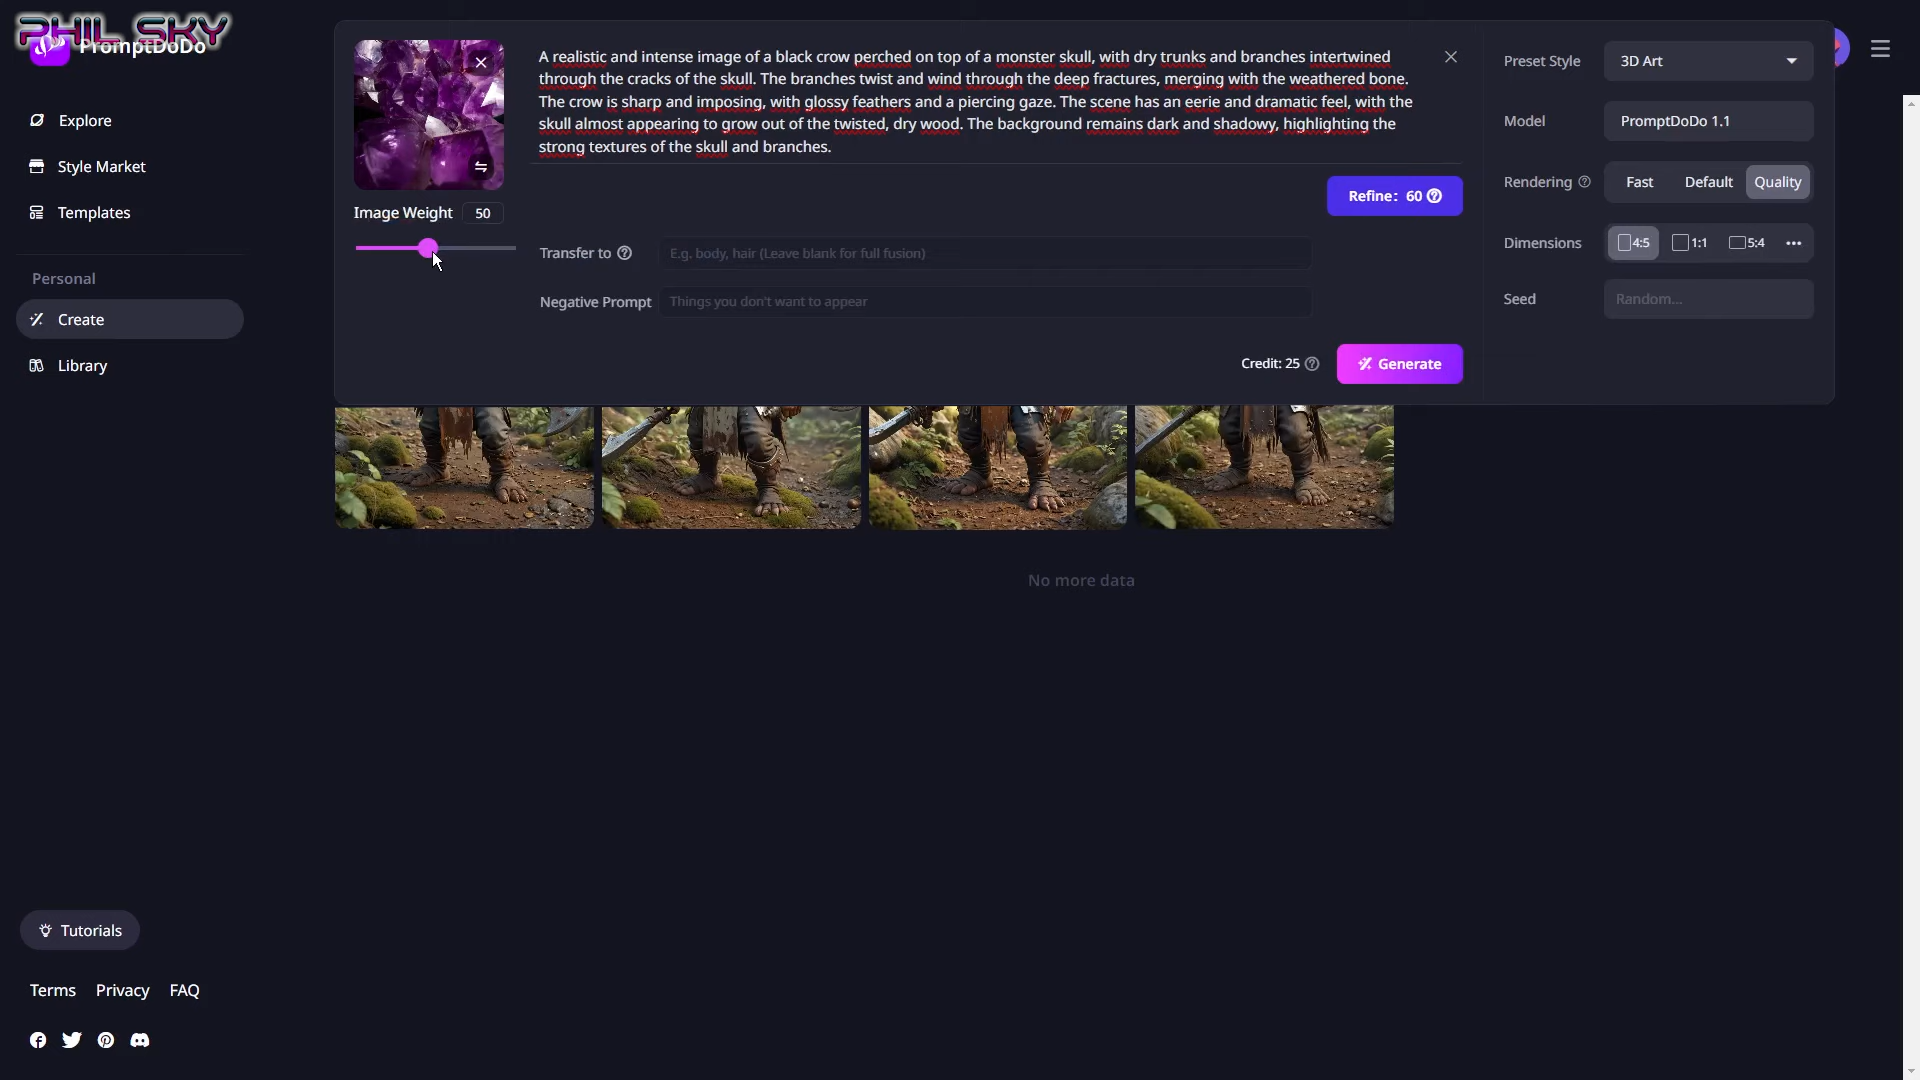 PHIL SKY
PromptDoDo
Explore
Style Market
Templates
Personal
Create
Library
Tutorials
Terms Privacy FAQ
Image Weight 50
A realistic and intense image of a black crow perched on top of a monster skull, with dry trunks and branches intertwined
through the cracks of the skull. The branches twist and wind through the deep fractures, merging with the weathered bone.
The crow is sharp and imposing, with glossy feathers and a piercing gaze. The scene has an eerie and dramatic feel, with the
skull almost appearing to grow out of the twisted, dry wood. The background remains dark and shadowy, highlighting the
strong textures of the skull and branches.
Refine: 60
Transfer to E.g. body, hair (Leave blank for full fusion)
Negative Prompt Things you don't want to appear
Credit: 25 Generate
Preset Style 3D Art
Model PromptDoDo 1.1
Rendering Fast Default Quality
Dimensions 4:5 1:1 5:4
Seed Random...
No more data